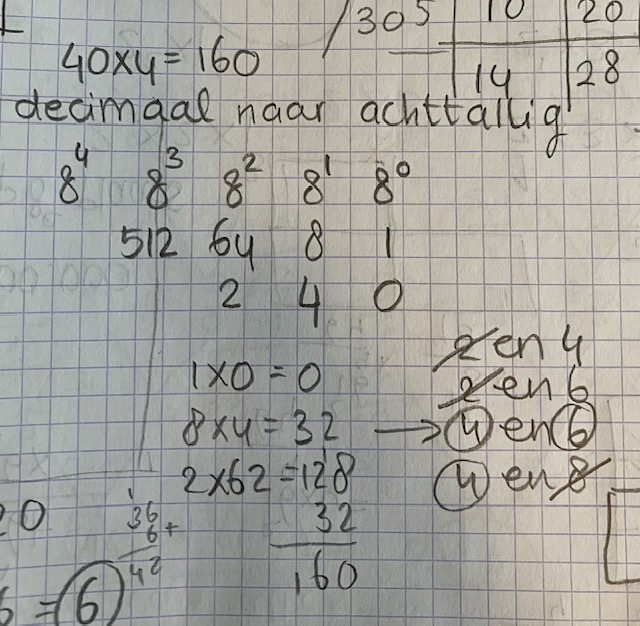 305 | 10 | 20
40x4=160
14 | 28
decimaal naar achttallig
8^4 8^3 8^2 8^1 8^0
512 64 8 1
2 4 0
2 en 4
1x0=0
2 en 6
8x4=32 → 4 en 6
2x62=128
4 en 8
20
36
32
6+
160
42
=6